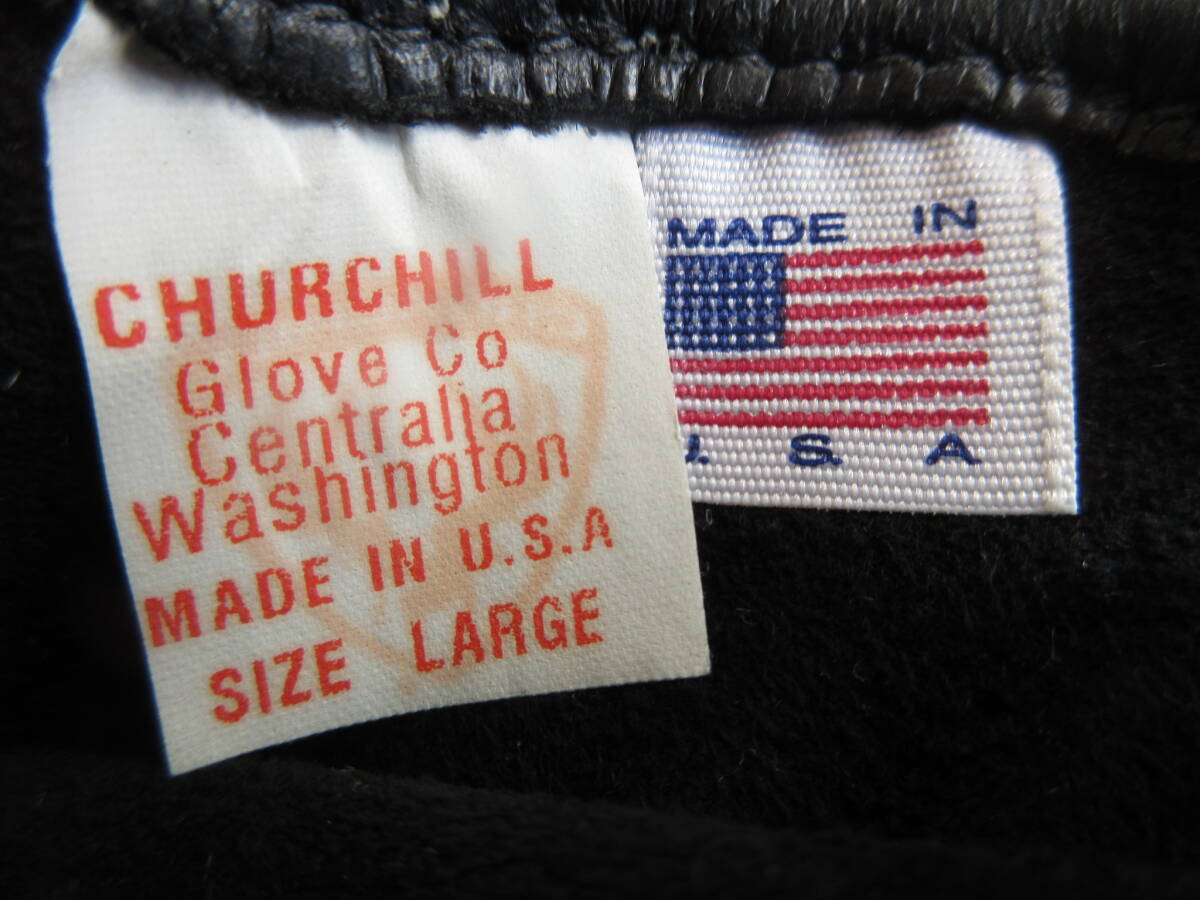 CHURCHILL
Glove Co
Centralia
Washington
MADE IN U.S.A
SIZE LARGE
MADE IN
U. S. A